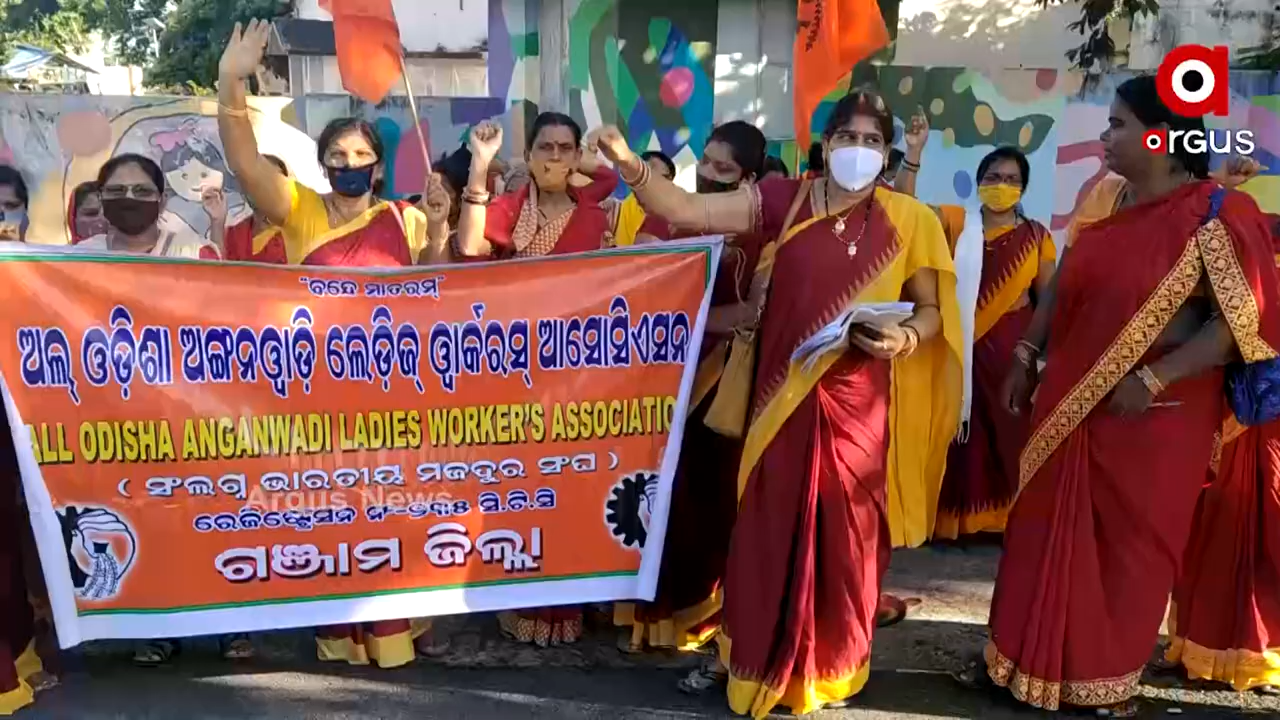 "ବନ୍ଦେ ମାତରମ୍"
ଅଲ୍ ଓଡ଼ିଶା ଅଙ୍ଗନୱାଡ଼ି ଲେଡ଼ିଜ୍ ୱାର୍କରସ୍ ଆସୋସିଏସନ
ALL ODISHA ANGANWADI LADIES WORKER'S ASSOCIATIO
( ସଂଲଗ୍ନ ଭାରତୀୟ ମଜଦୁର ସଂଘ )
ରେଜିଷ୍ଟ୍ରେସନ ସି.ଟି.ସି
ଗଞ୍ଜାମ ଜିଲ୍ଲା
Argus News
argus